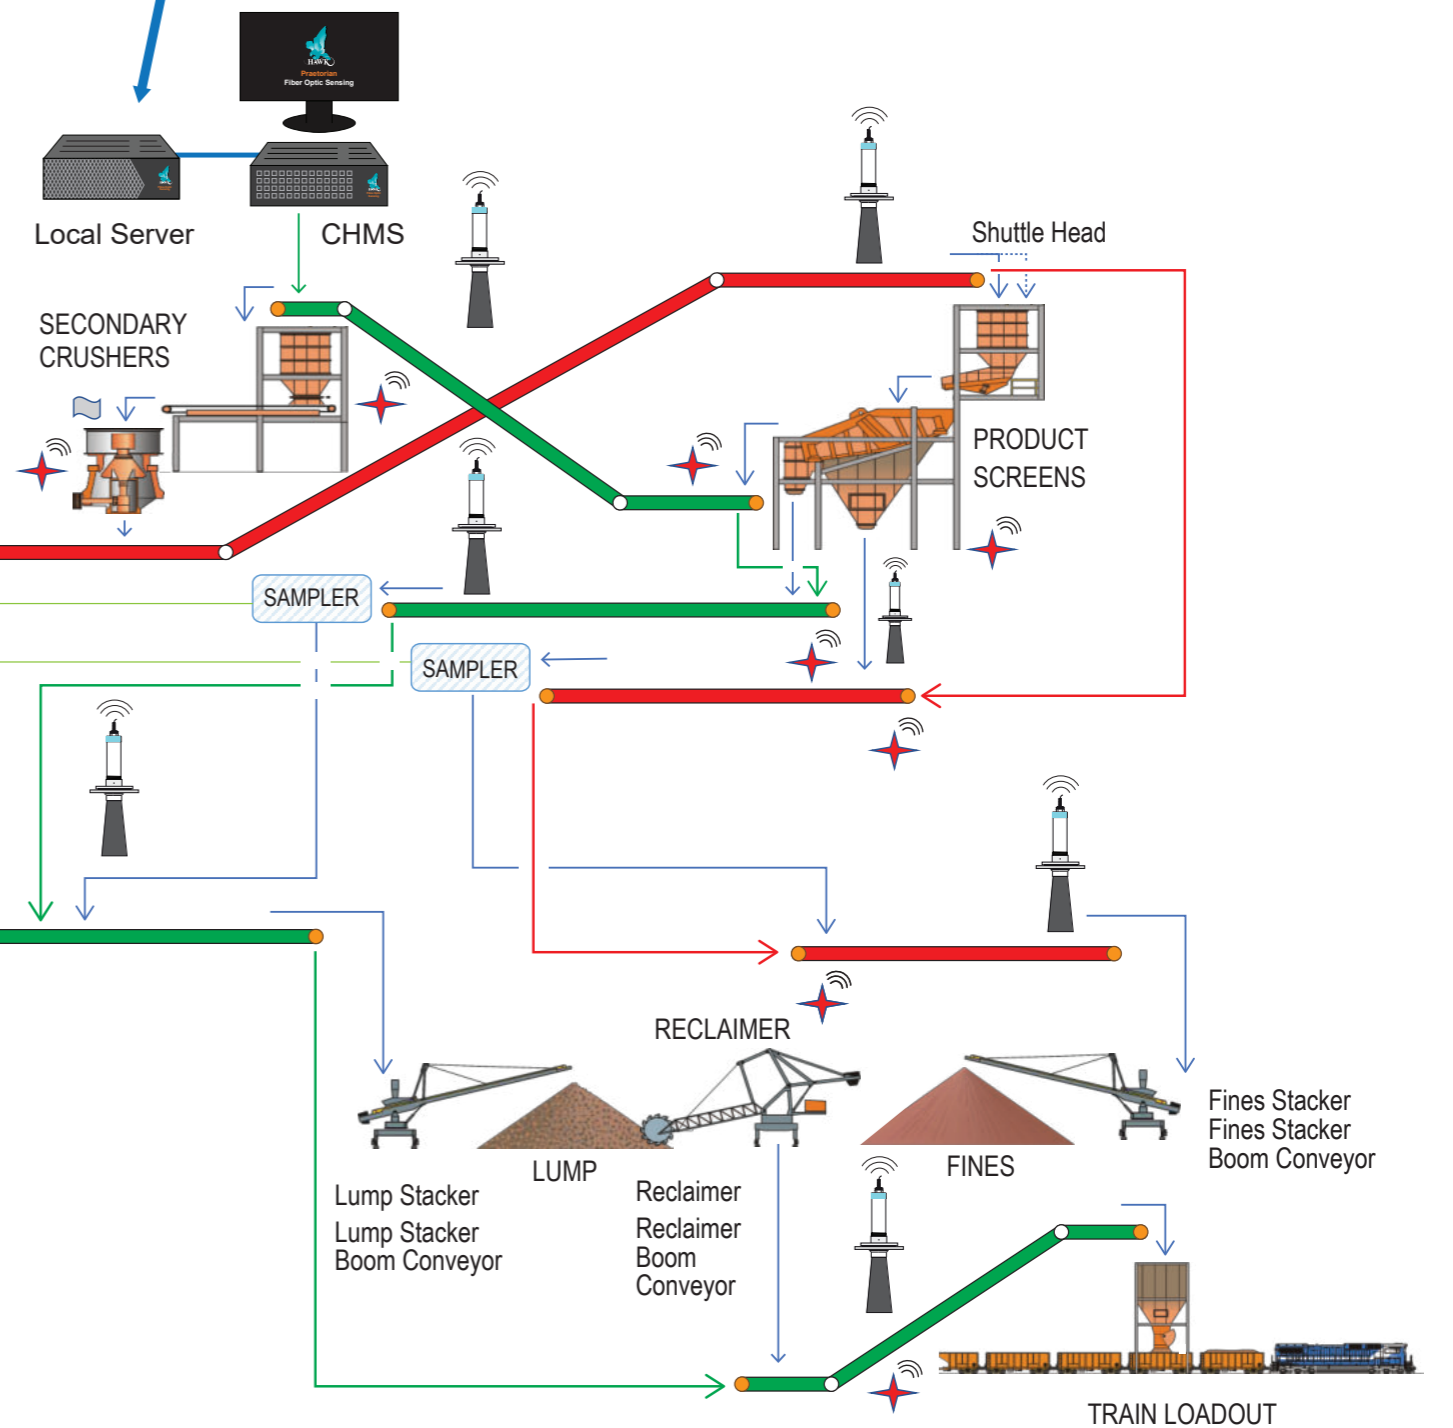 HAWK
Praetorian
Fiber Optic Sensing
Local Server
CHMS
Shuttle Head
SECONDARY
CRUSHERS
PRODUCT
SCREENS
SAMPLER
SAMPLER
RECLAIMER
LUMP
FINES
Fines Stacker
Fines Stacker
Boom Conveyor
Lump Stacker
Lump Stacker
Boom Conveyor
Reclaimer
Reclaimer
Boom
Conveyor
TRAIN LOADOUT